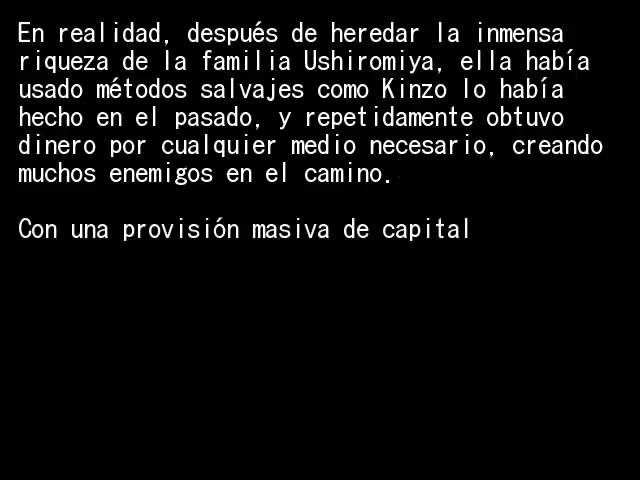 En realidad, después de heredar la inmensa
riqueza de la familia Ushiromiya, ella había
usado métodos salvajes como Kinzo lo había
hecho en el pasado, y repetidamente obtuvo
dinero por cualquier medio necesario, creando
muchos enemigos en el camino.
Con una provisión masiva de capital